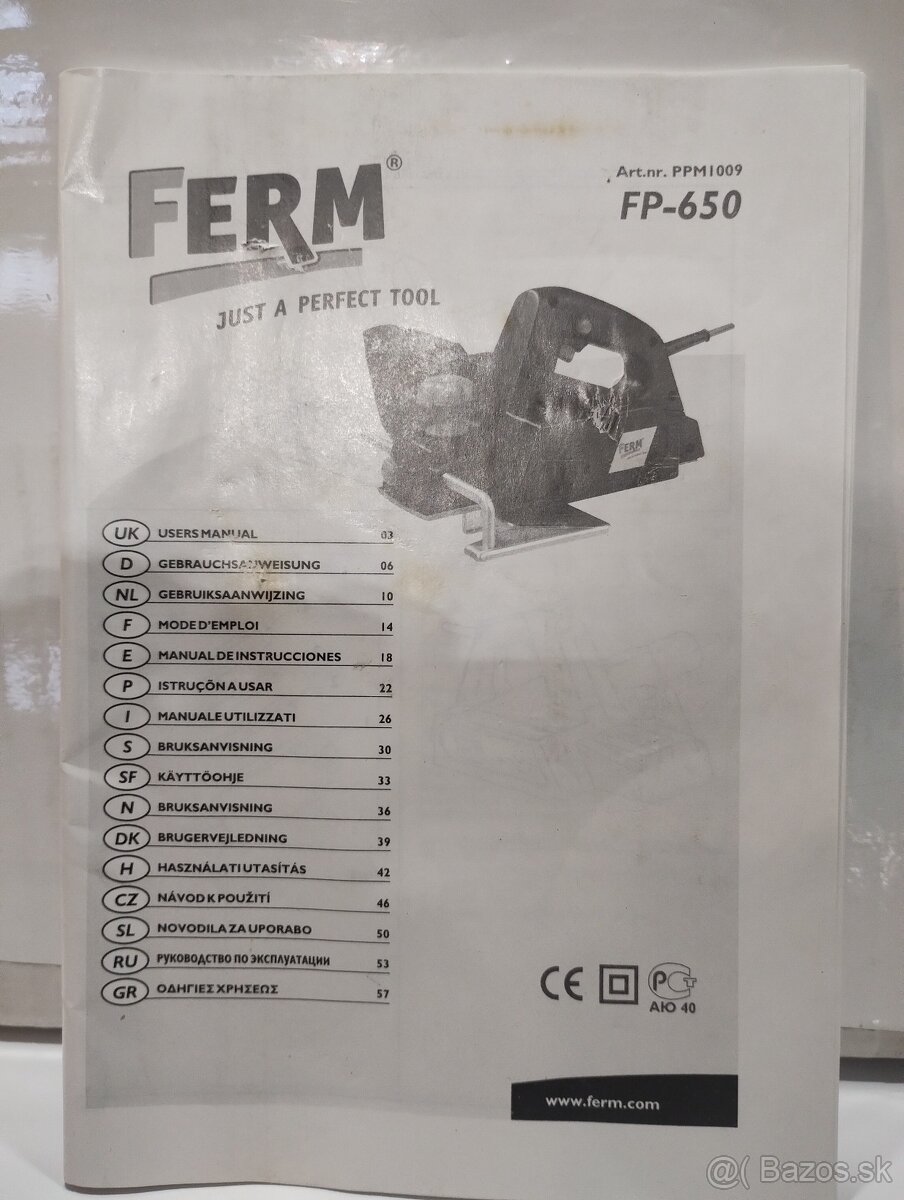 FERM®
Art.nr. PPM1009
FP-650
JUST A PERFECT TOOL
FERM
UK USERS MANUAL 03
D GEBRAUCHSANWEISUNG 06
NL GEBRUIKSAANWIJZING 10
F MODE D'EMPLOI 14
E MANUAL DE INSTRUCCIONES 18
P ISTRUÇÕN A USAR 22
I MANUALE UTILIZZATI 26
S BRUKSANVISNING 30
SF KÄYTTÖOHJE 33
N BRUKSANVISNING 36
DK BRUGERVEJLEDNING 39
H HASZNÁLATI UTASÍTÁS 42
CZ NÁVOD K POUŽITÍ 46
SL NOVODILA ZA UPORABO 50
RU РУКОВОДСТВО ПО ЭКСПЛУАТАЦИИ 53
GR ΟΔΗΓΙΕΣ ΧΡΗΣΕΩΣ 57
CE PCT
АЮ 40
www.ferm.com
@( Bazos.sk